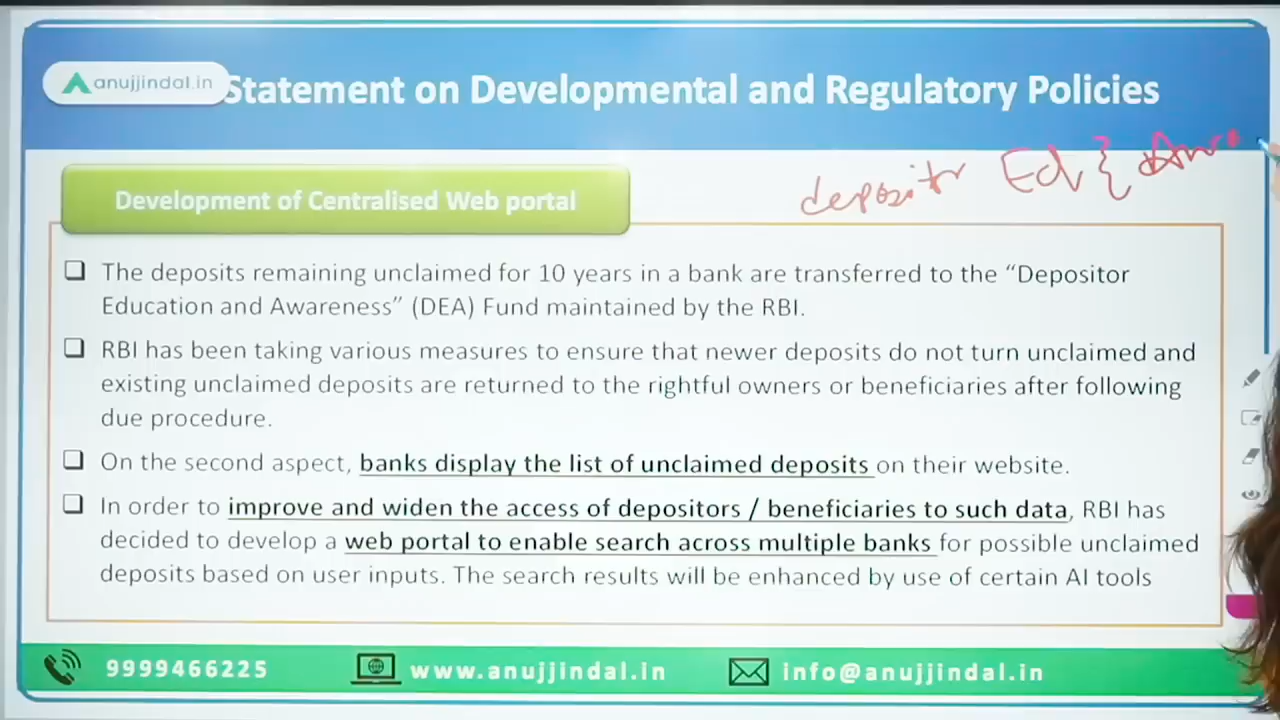 anujjindal.in
Statement on Developmental and Regulatory Policies
depositr Ed } Awa
Development of Centralised Web portal
❑ The deposits remaining unclaimed for 10 years in a bank are transferred to the “Depositor
Education and Awareness” (DEA) Fund maintained by the RBI.
❑ RBI has been taking various measures to ensure that newer deposits do not turn unclaimed and
existing unclaimed deposits are returned to the rightful owners or beneficiaries after following
due procedure.
❑ On the second aspect, banks display the list of unclaimed deposits on their website.
❑ In order to improve and widen the access of depositors / beneficiaries to such data, RBI has
decided to develop a web portal to enable search across multiple banks for possible unclaimed
deposits based on user inputs. The search results will be enhanced by use of certain AI tools
9999466225 www.anujjindal.in info@anujjindal.in